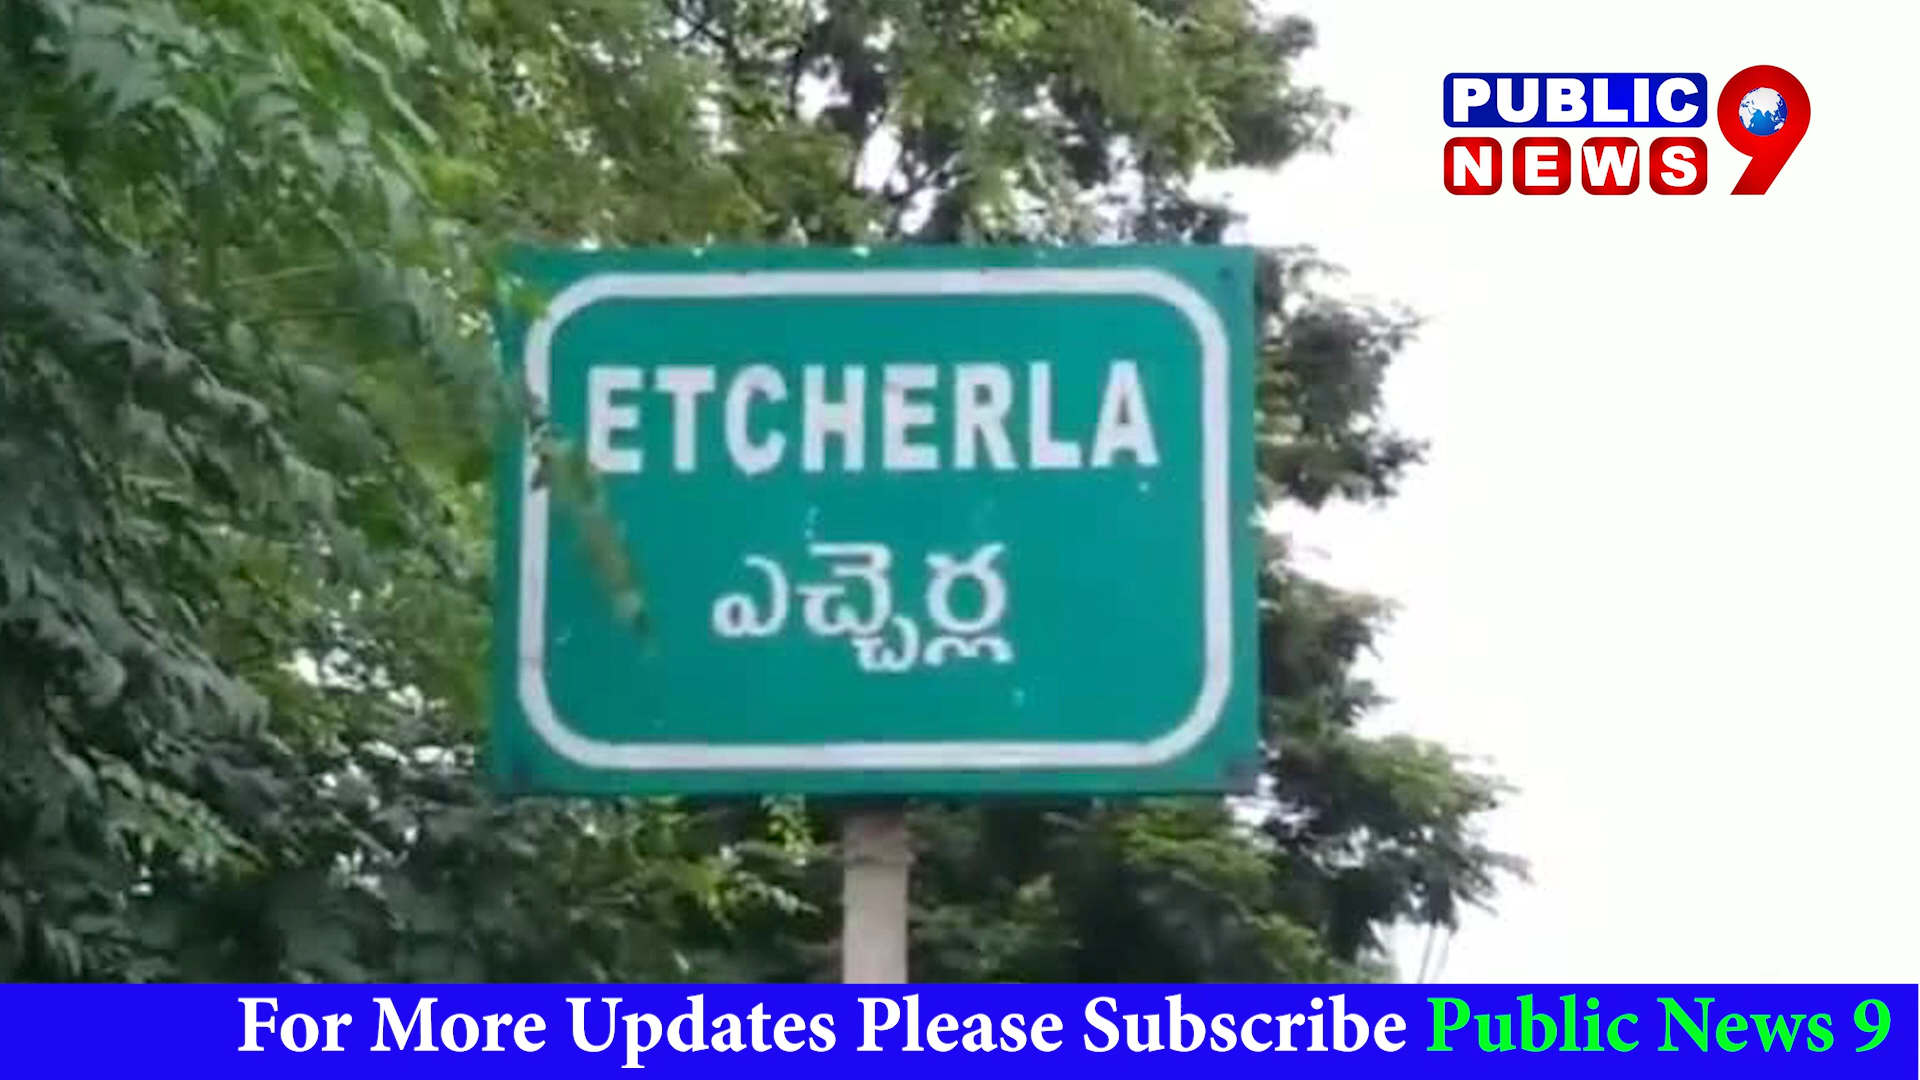 PUBLIC
NEWS 9
ETCHERLA
ఎచ్చెర్ల
For More Updates Please Subscribe Public News 9